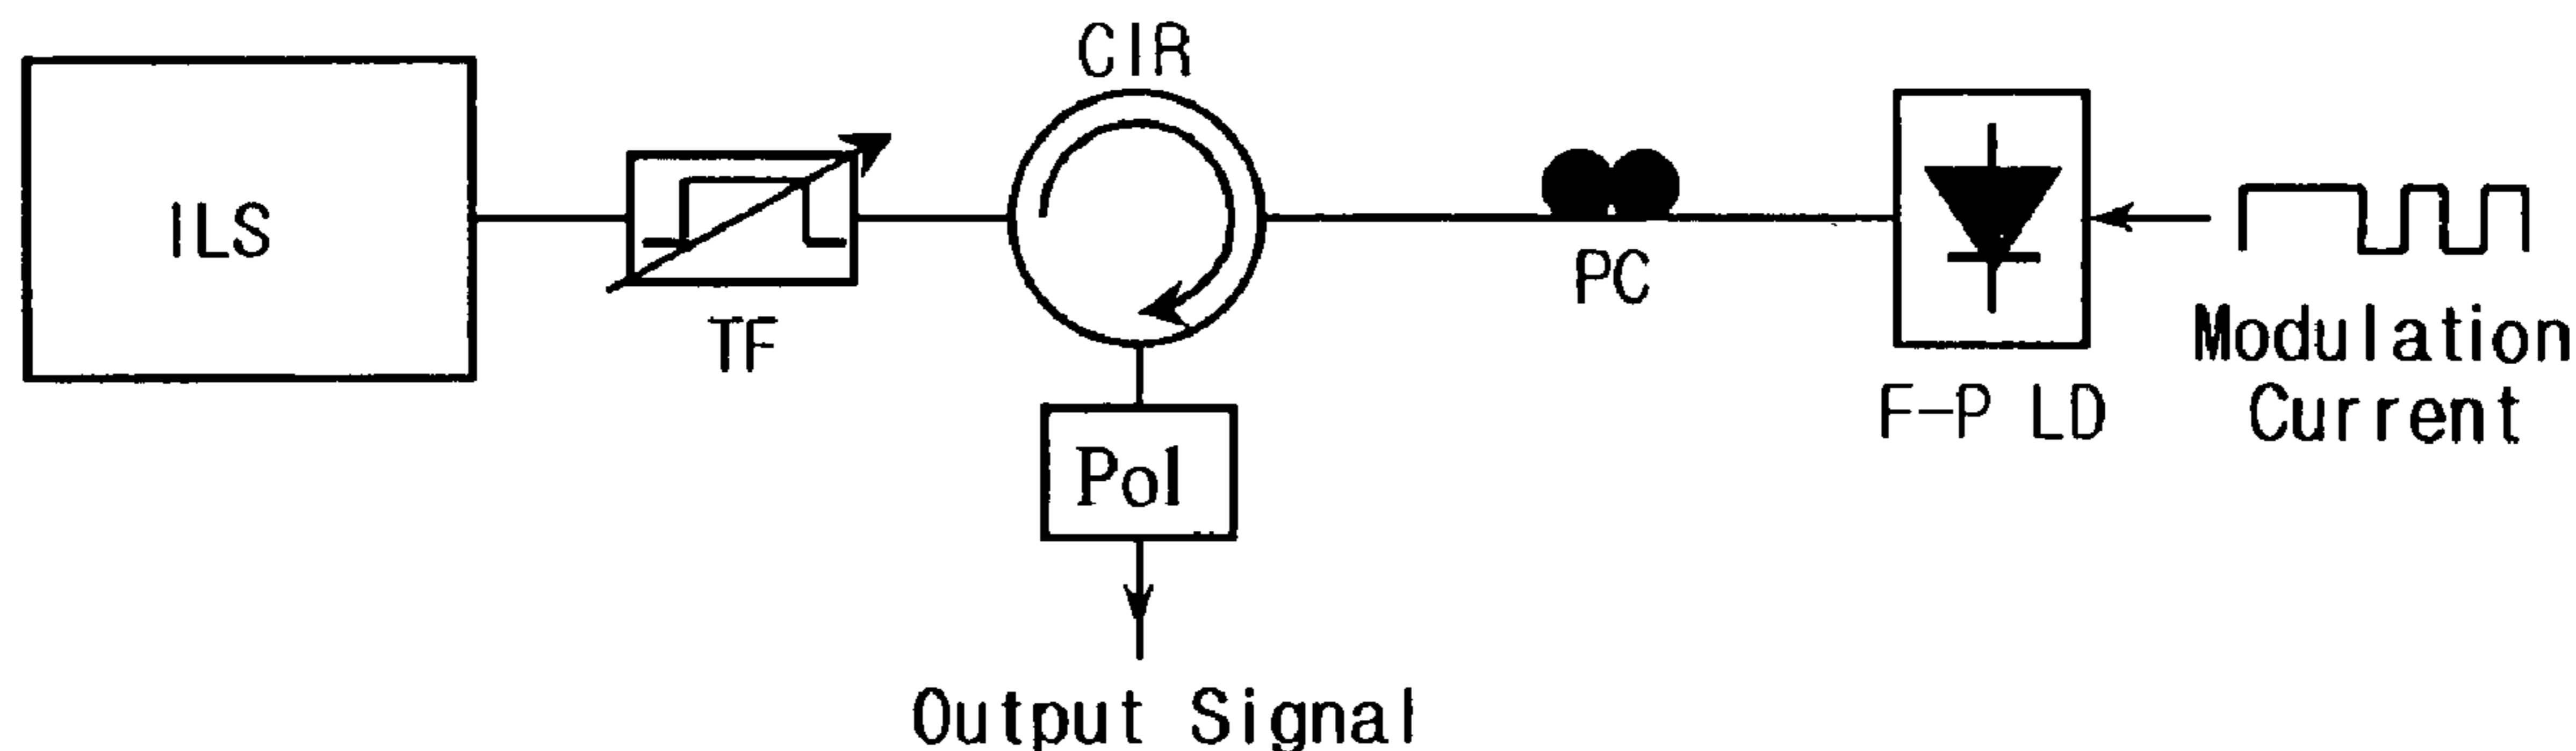 CIR
ILS
TF
PC
Pol
F-P LD
Modulation
Current
Output Signal